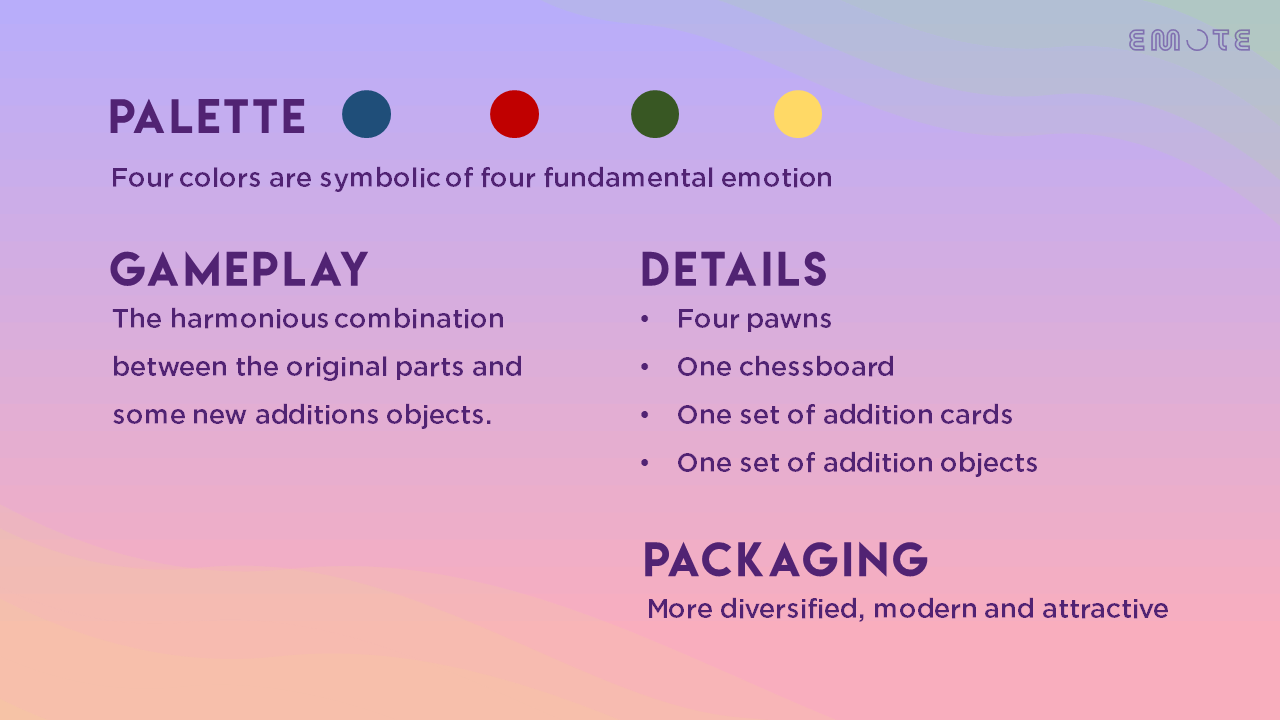 EMOTE
PALETTE
Four colors are symbolic of four fundamental emotion
GAMEPLAY
The harmonious combination
between the original parts and
some new additions objects.
DETAILS
• Four pawns
• One chessboard
• One set of addition cards
• One set of addition objects
PACKAGING
More diversified, modern and attractive